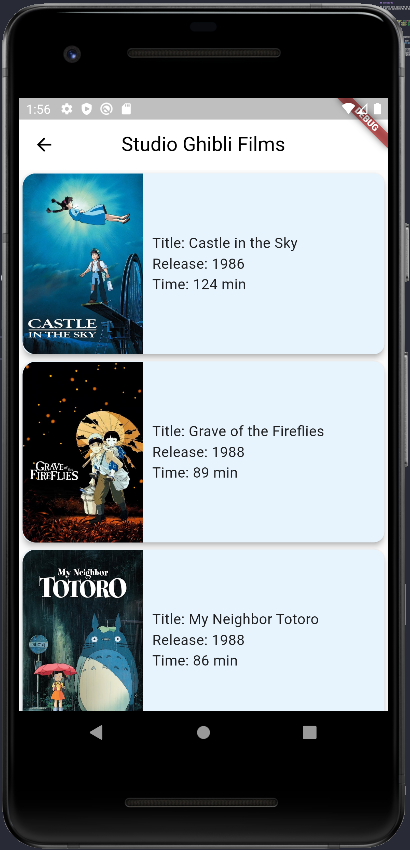 1:56
DEBUG
Studio Ghibli Films
CASTLE
IN THE SKY
Title: Castle in the Sky
Release: 1986
Time: 124 min
GRAVE OF THE
FIREFLIES
Title: Grave of the Fireflies
Release: 1988
Time: 89 min
My Neighbor
TOTORO
Title: My Neighbor Totoro
Release: 1988
Time: 86 min